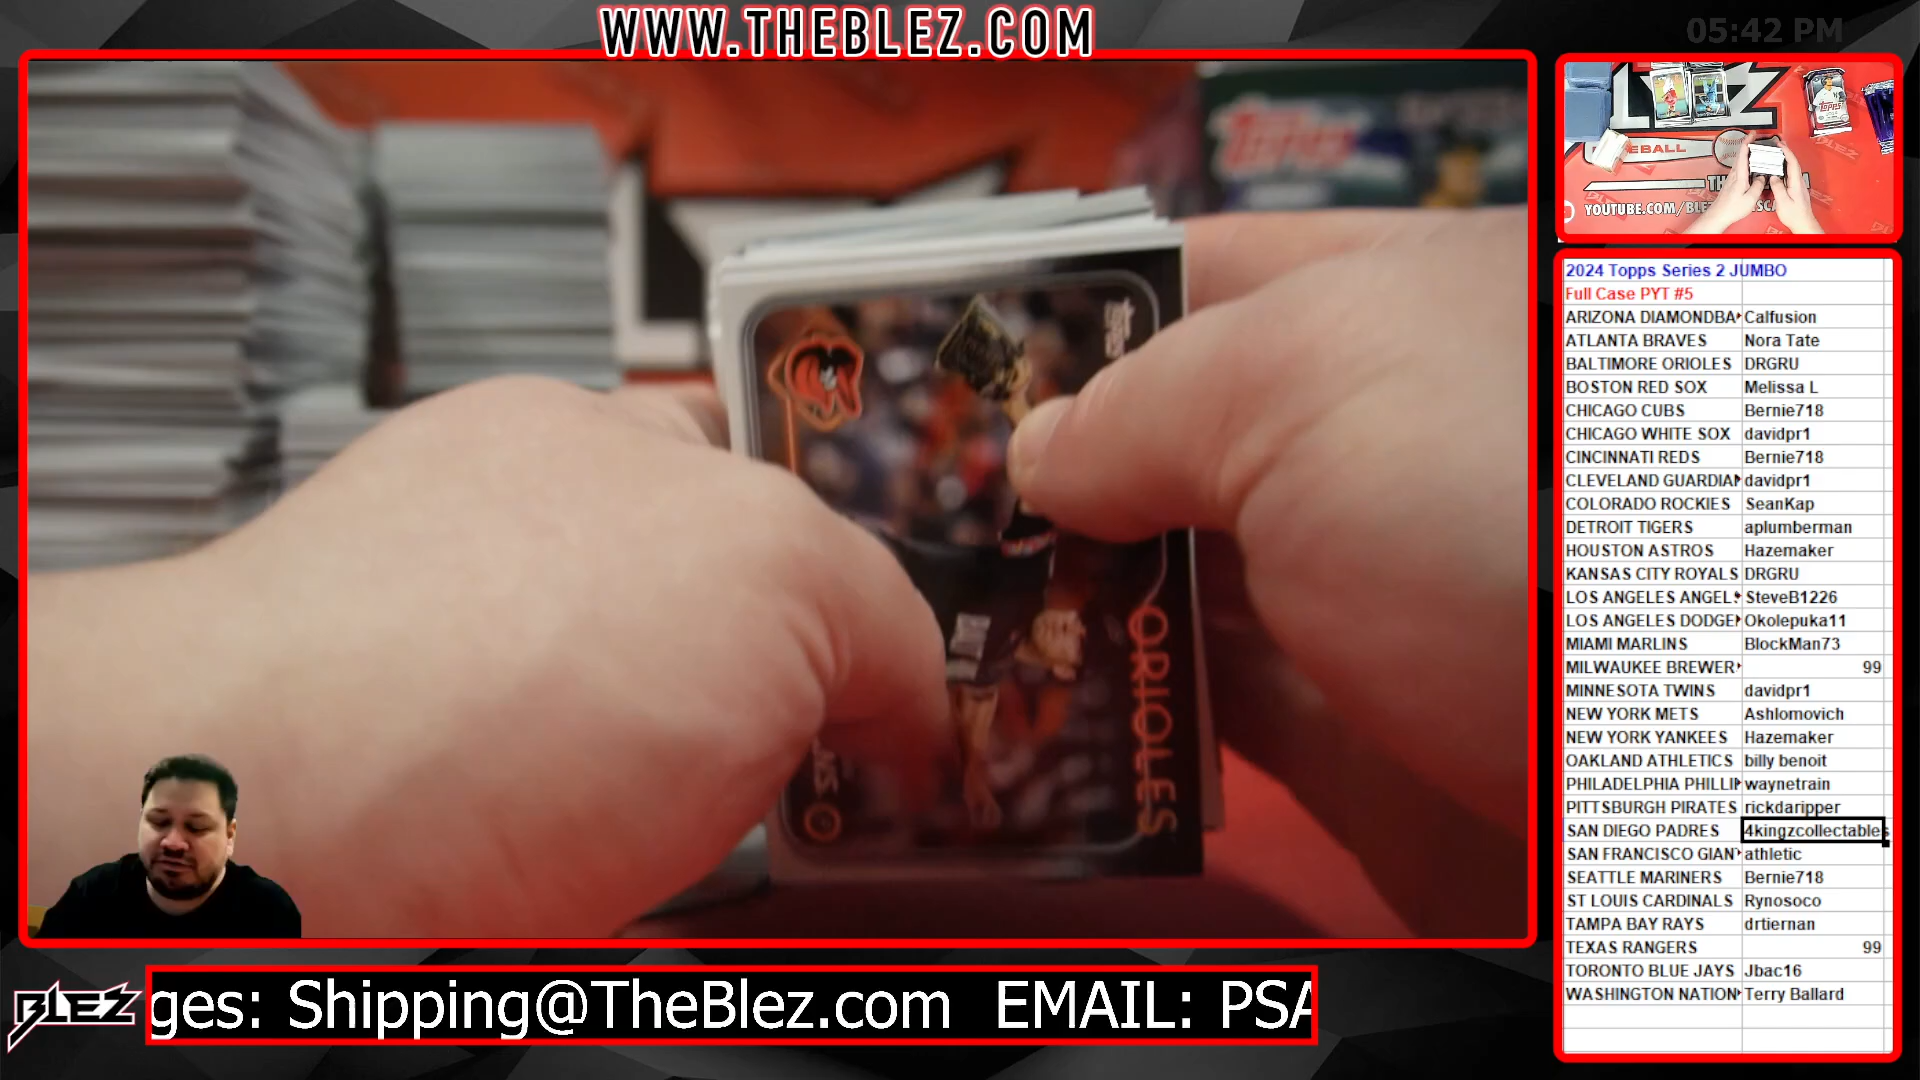 WWW.THEBLEZ.COM
05:42 PM
Topps
ORIOLES
BALL
YOUTUBE.COM/BLE
2024 Topps Series 2 JUMBO
Full Case PYT #5
ARIZONA DIAMONDBA Calfusion
ATLANTA BRAVES Nora Tate
BALTIMORE ORIOLES DRGRU
BOSTON RED SOX Melissa L
CHICAGO CUBS Bernie718
CHICAGO WHITE SOX davidpr1
CINCINNATI REDS Bernie718
CLEVELAND GUARDIAN davidpr1
COLORADO ROCKIES SeanKap
DETROIT TIGERS aplumberman
HOUSTON ASTROS Hazemaker
KANSAS CITY ROYALS DRGRU
LOS ANGELES ANGELS SteveB1226
LOS ANGELES DODGE Okolepuka11
MIAMI MARLINS BlockMan73
MILWAUKEE BREWER 99
MINNESOTA TWINS davidpr1
NEW YORK METS Ashlomovich
NEW YORK YANKEES Hazemaker
OAKLAND ATHLETICS billy benoit
PHILADELPHIA PHILLI waynetrain
PITTSBURGH PIRATES rickdaripper
SAN DIEGO PADRES 4kingzcollectables
SAN FRANCISCO GIAN athletic
SEATTLE MARINERS Bernie718
ST LOUIS CARDINALS Rynosoco
TAMPA BAY RAYS drtiernan
TEXAS RANGERS 99
TORONTO BLUE JAYS Jbac16
WASHINGTON NATION Terry Ballard
BLEZ
ges: Shipping@TheBlez.com EMAIL: PSA